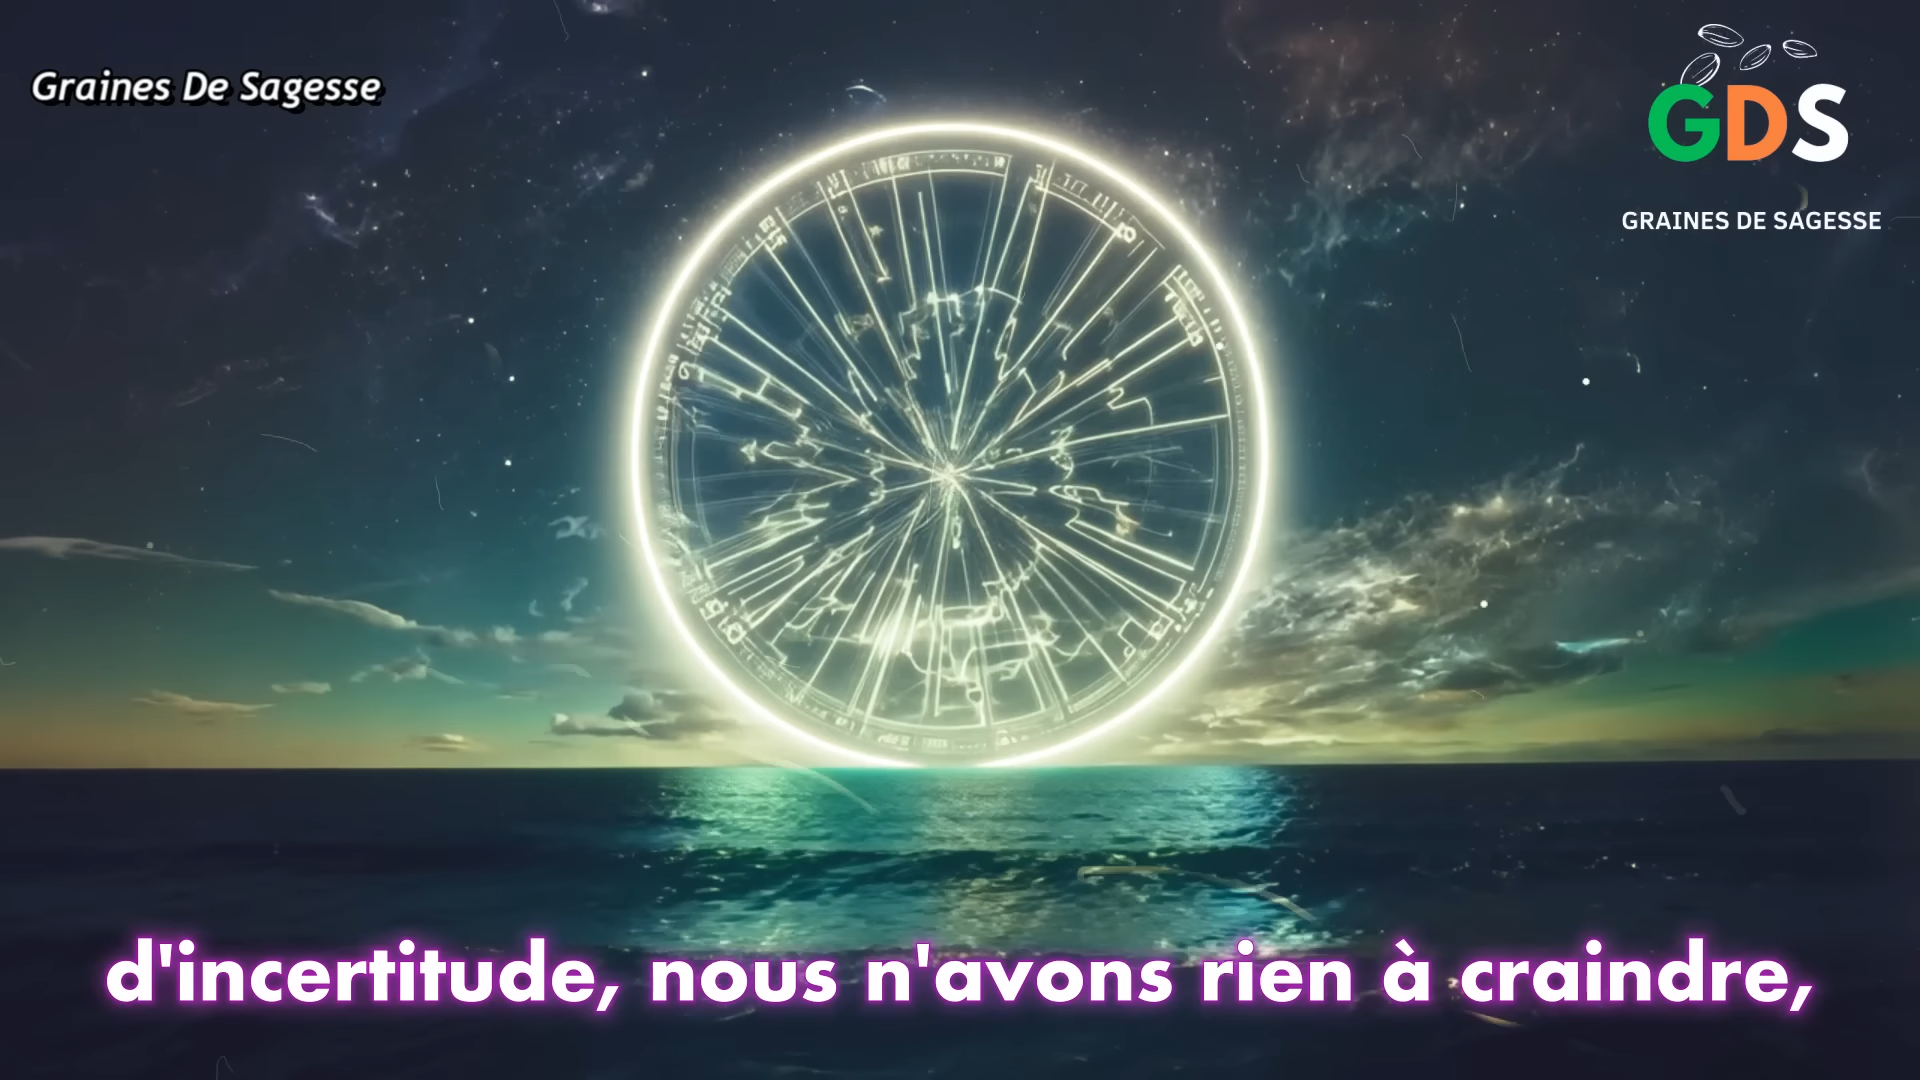 Graines De Sagesse
GDS
GRAINES DE SAGESSE
d'incertitude, nous n'avons rien à craindre,